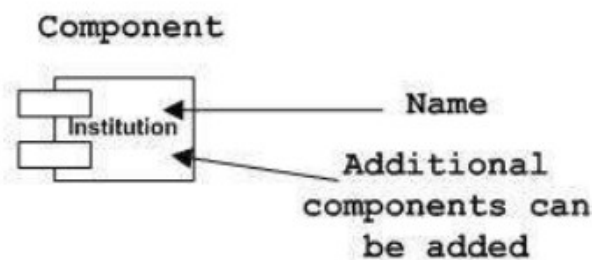 Component
Institution
Name
Additional
components can
be added